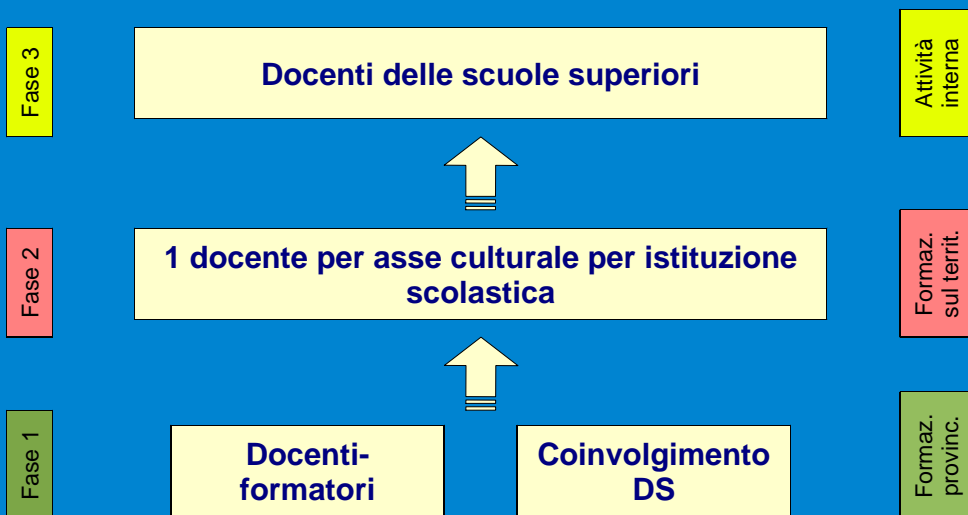 Fase 3
Docenti delle scuole superiori
Attività
interna
Fase 2
1 docente per asse culturale per istituzione
scolastica
Formaz.
sul territ.
Fase 1
Docenti-
formatori
Coinvolgimento
DS
Formaz.
provinc.